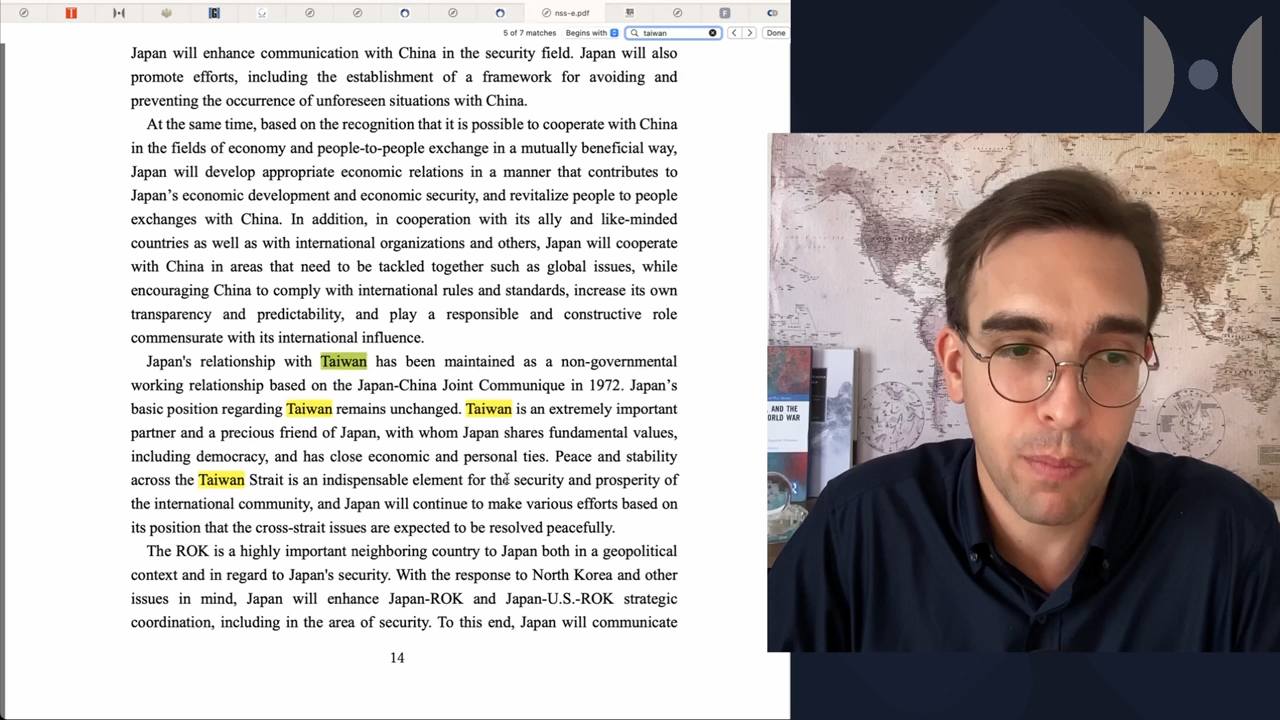 nss-e.pdf
5 of 7 matches
Begins with
taiwan
Done
Japan will enhance communication with China in the security field. Japan will also
promote efforts, including the establishment of a framework for avoiding and
preventing the occurrence of unforeseen situations with China.
At the same time, based on the recognition that it is possible to cooperate with China
in the fields of economy and people-to-people exchange in a mutually beneficial way,
Japan will develop appropriate economic relations in a manner that contributes to
Japan’s economic development and economic security, and revitalize people to people
exchanges with China. In addition, in cooperation with its ally and like-minded
countries as well as with international organizations and others, Japan will cooperate
with China in areas that need to be tackled together such as global issues, while
encouraging China to comply with international rules and standards, increase its own
transparency and predictability, and play a responsible and constructive role
commensurate with its international influence.
Japan's relationship with Taiwan has been maintained as a non-governmental
working relationship based on the Japan-China Joint Communique in 1972. Japan’s
basic position regarding Taiwan remains unchanged. Taiwan is an extremely important
partner and a precious friend of Japan, with whom Japan shares fundamental values,
including democracy, and has close economic and personal ties. Peace and stability
across the Taiwan Strait is an indispensable element for the security and prosperity of
the international community, and Japan will continue to make various efforts based on
its position that the cross-strait issues are expected to be resolved peacefully.
The ROK is a highly important neighboring country to Japan both in a geopolitical
context and in regard to Japan's security. With the response to North Korea and other
issues in mind, Japan will enhance Japan-ROK and Japan-U.S.-ROK strategic
coordination, including in the area of security. To this end, Japan will communicate
14
, AND THE
WORLD WAR